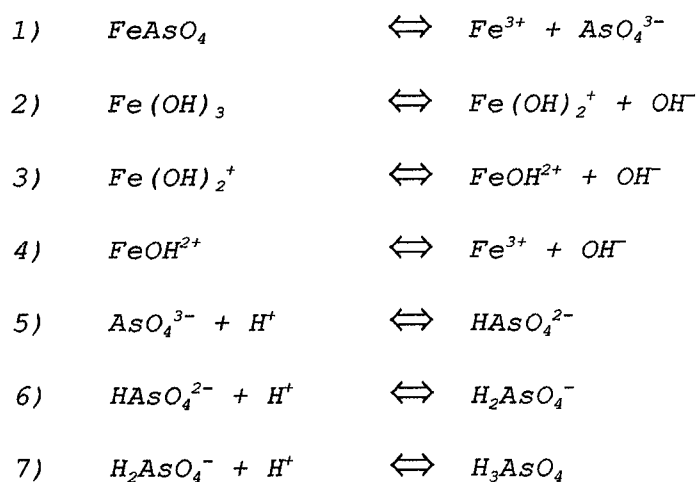 1) FeAsO₄ ⇔ Fe³⁺ + AsO₄³⁻
2) Fe(OH)₃ ⇔ Fe(OH)₂⁺ + OH⁻
3) Fe(OH)₂⁺ ⇔ FeOH²⁺ + OH⁻
4) FeOH²⁺ ⇔ Fe³⁺ + OH⁻
5) AsO₄³⁻ + H⁺ ⇔ HAsO₄²⁻
6) HAsO₄²⁻ + H⁺ ⇔ H₂AsO₄⁻
7) H₂AsO₄⁻ + H⁺ ⇔ H₃AsO₄